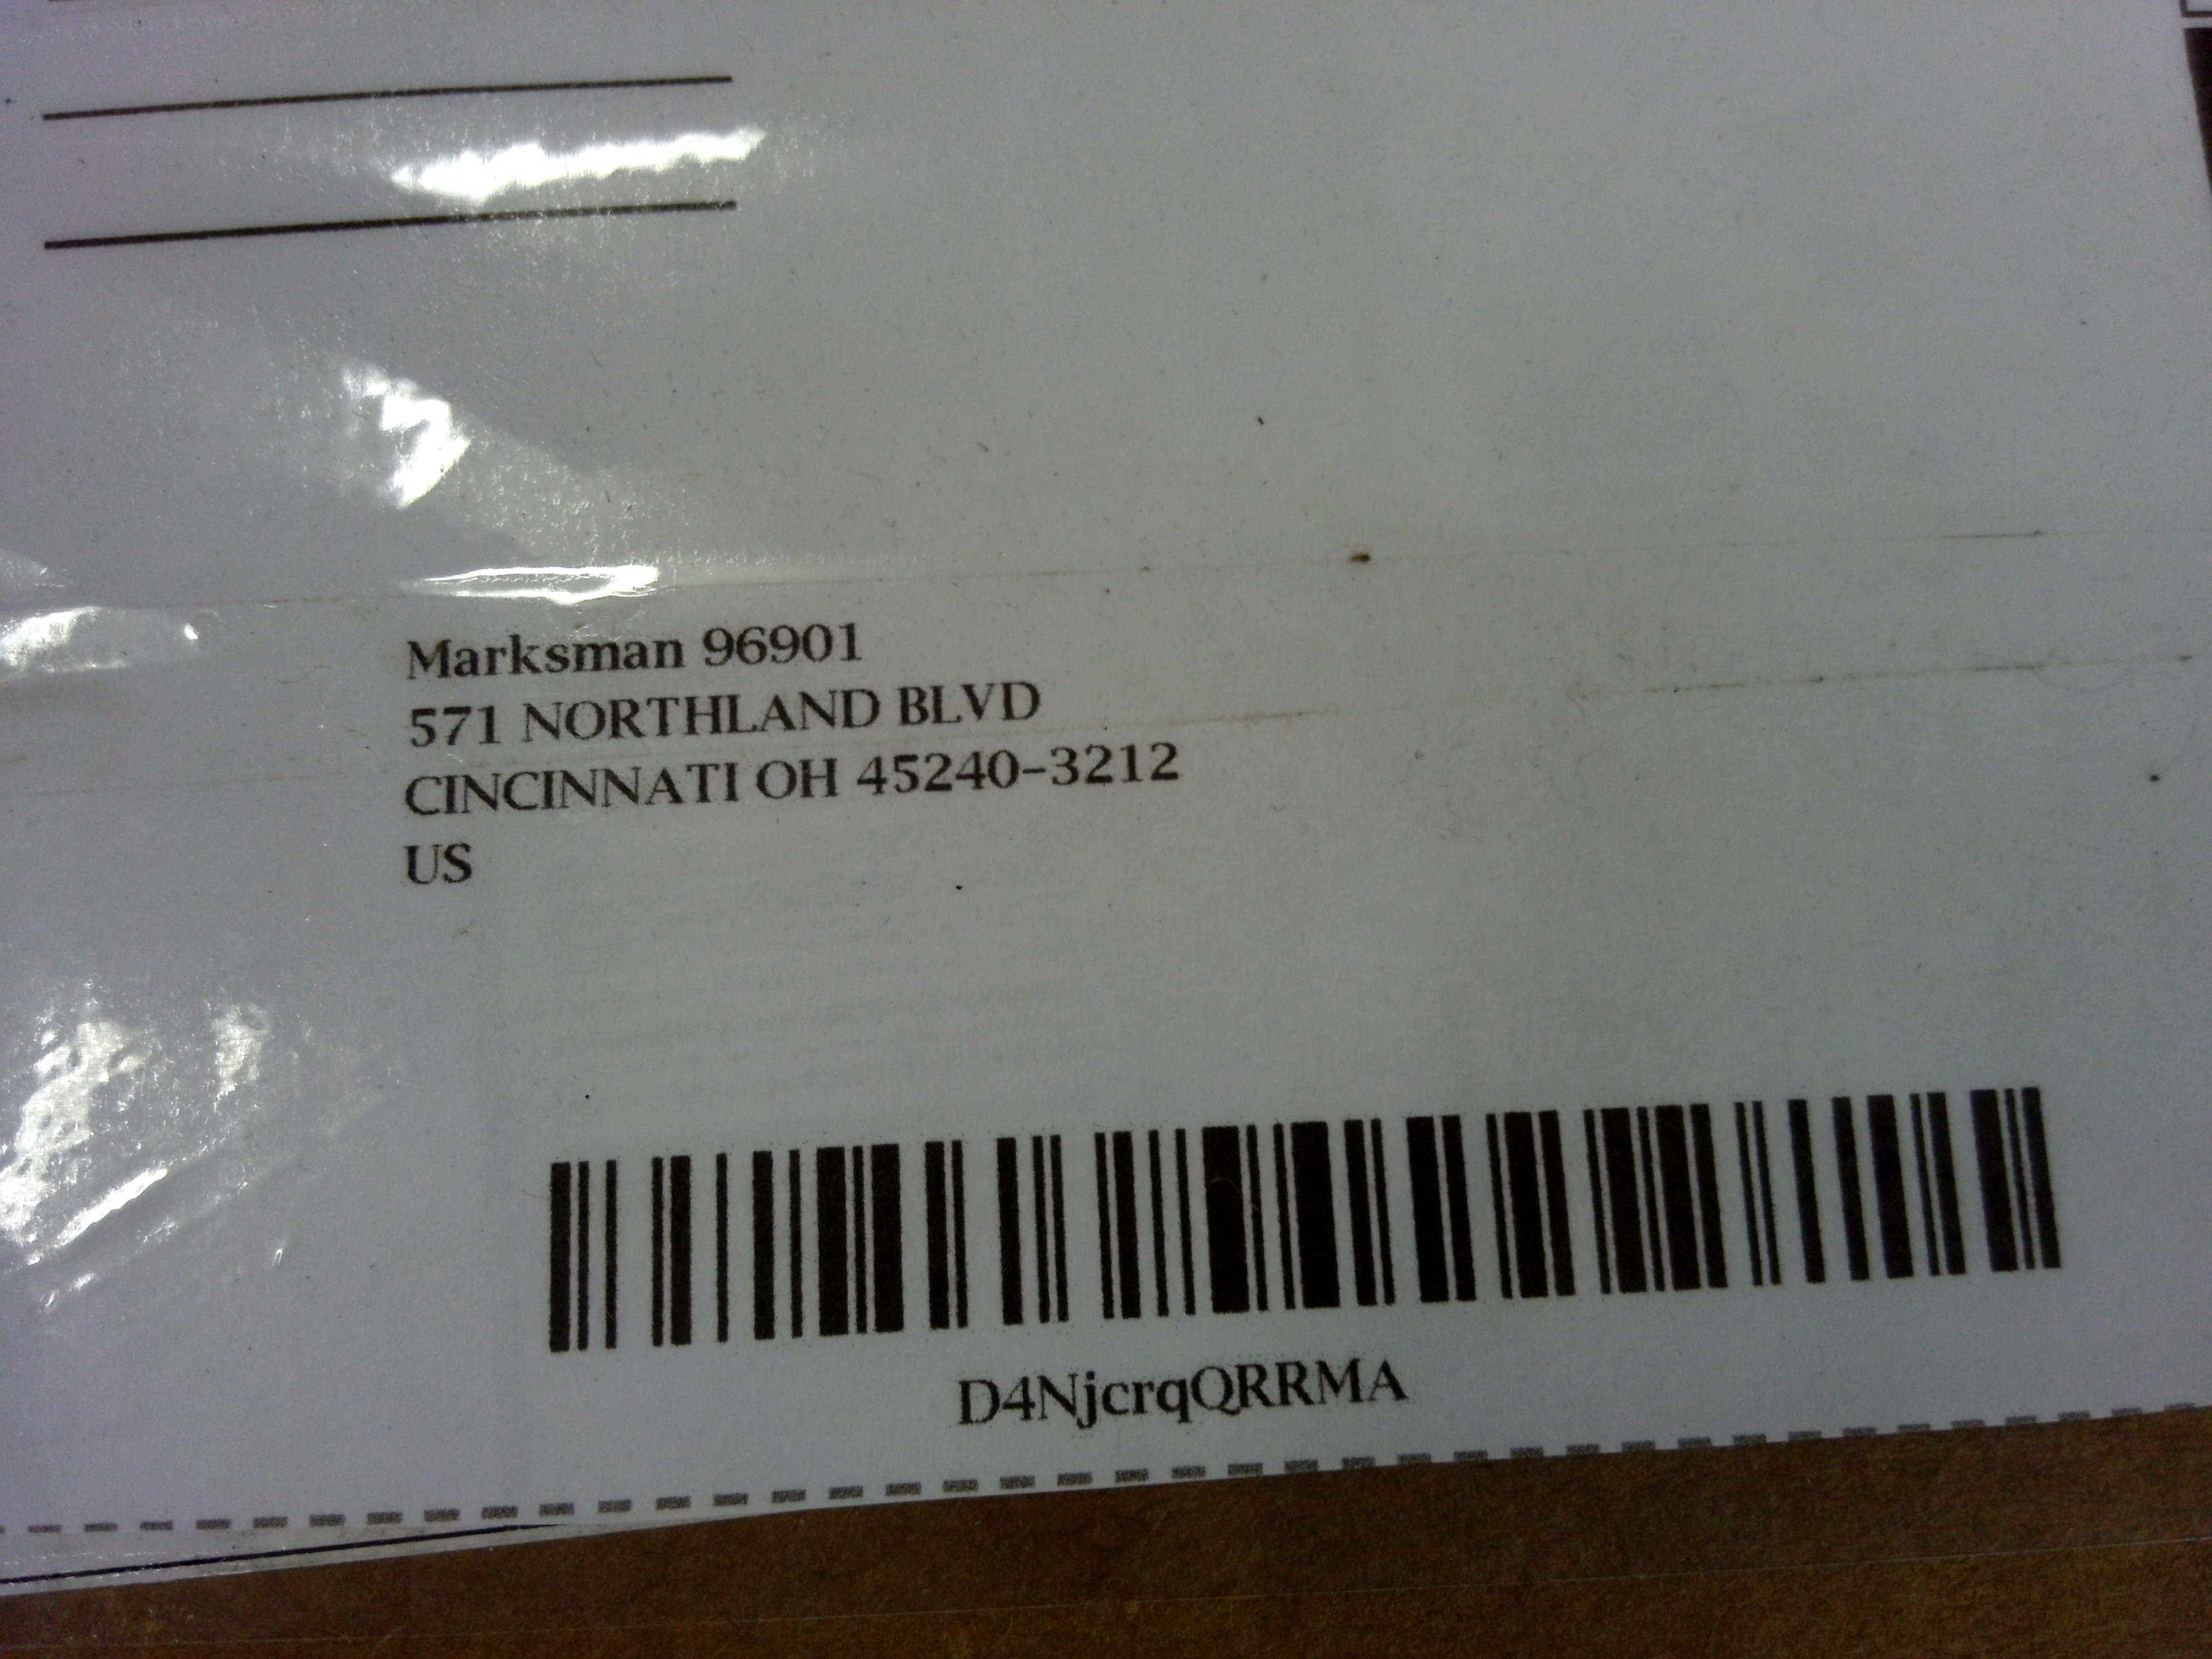 Marksman 96901
571 NORTHLAND BLVD
CINCINNATI OH 45240-3212
US
D4NjcrqQRRMA